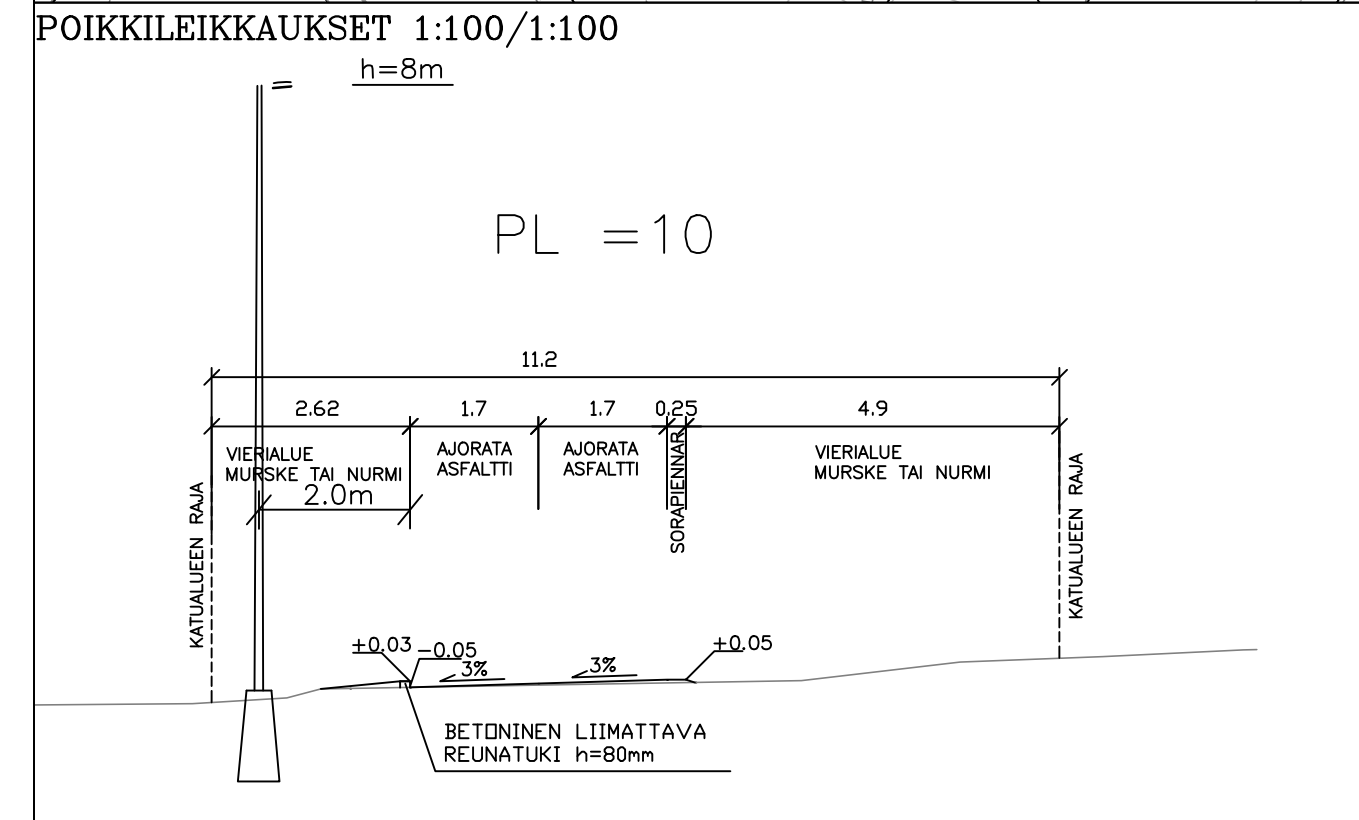 POIKKILEIKKAUKSET 1:100/1:100
h=8m
PL =10
11.2
2.62
1.7
1.7
0.25
4.9
VIERIALUE
MURSKE TAI NURMI
AJORATA
ASFALTTI
AJORATA
ASFALTTI
SORAPIENNAR
VIERIALUE
MURSKE TAI NURMI
2.0m
KATUALUEEN RAJA
KATUALUEEN RAJA
+0.03
-0.05
3%
3%
+0.05
BETONINEN LIIMATTAVA
REUNATUKI h=80mm